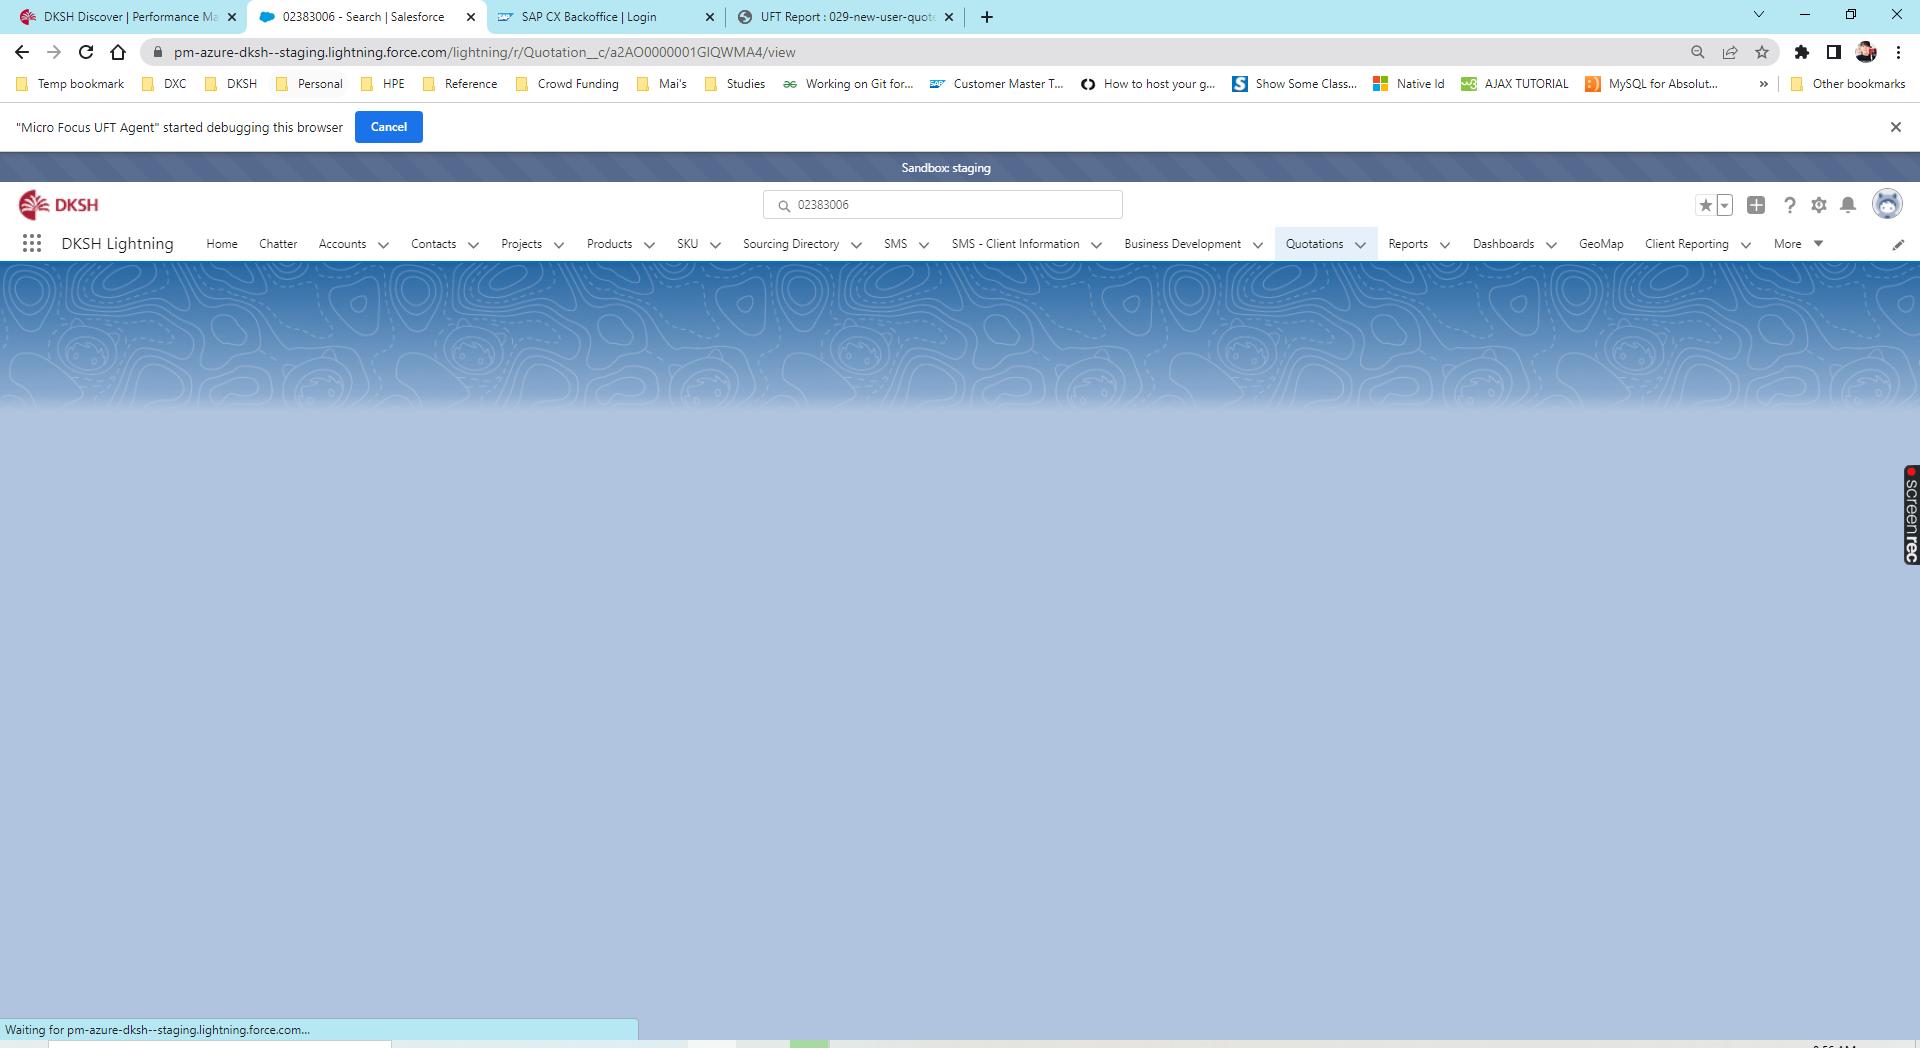 DKSH Discover | Performance Ma
02383006 - Search | Salesforce
SAP CX Backoffice | Login
UFT Report : 029-new-user-quote
pm-azure-dksh--staging.lightning.force.com/lightning/r/Quotation__c/a2AO0000001GIQWMA4/view
Temp bookmark DXC DKSH Personal HPE Reference Crowd Funding Mai's Studies Working on Git for... Customer Master T... How to host your g... Show Some Class... Native Id AJAX TUTORIAL MySQL for Absolut... » Other bookmarks
"Micro Focus UFT Agent" started debugging this browser Cancel
Sandbox: staging
DKSH
02383006
DKSH Lightning Home Chatter Accounts Contacts Projects Products SKU Sourcing Directory SMS SMS - Client Information Business Development Quotations Reports Dashboards GeoMap Client Reporting More
screenrec
Waiting for pm-azure-dksh--staging.lightning.force.com...